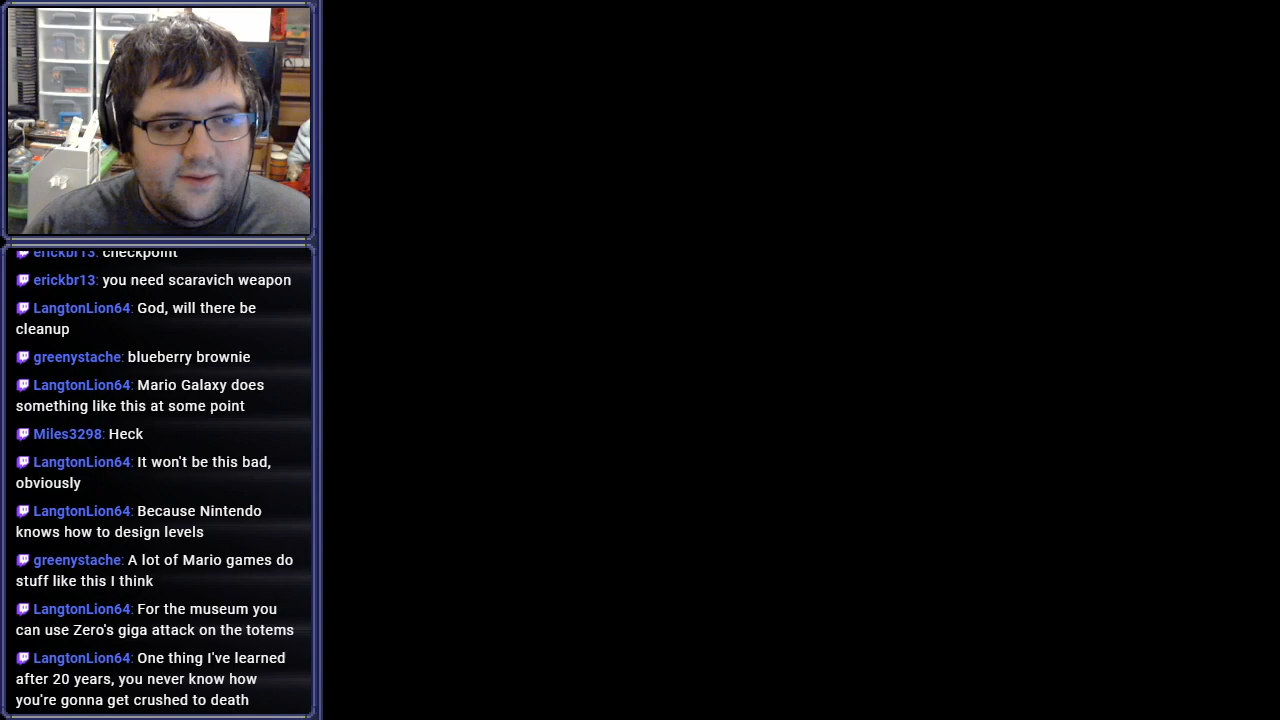 erickbr13: checkpoint
erickbr13: you need scaravich weapon
LangtonLion64: God, will there be
cleanup
greenystache: blueberry brownie
LangtonLion64: Mario Galaxy does
something like this at some point
Miles3298: Heck
LangtonLion64: It won't be this bad,
obviously
LangtonLion64: Because Nintendo
knows how to design levels
greenystache: A lot of Mario games do
stuff like this I think
LangtonLion64: For the museum you
can use Zero's giga attack on the totems
LangtonLion64: One thing I've learned
after 20 years, you never know how
you're gonna get crushed to death